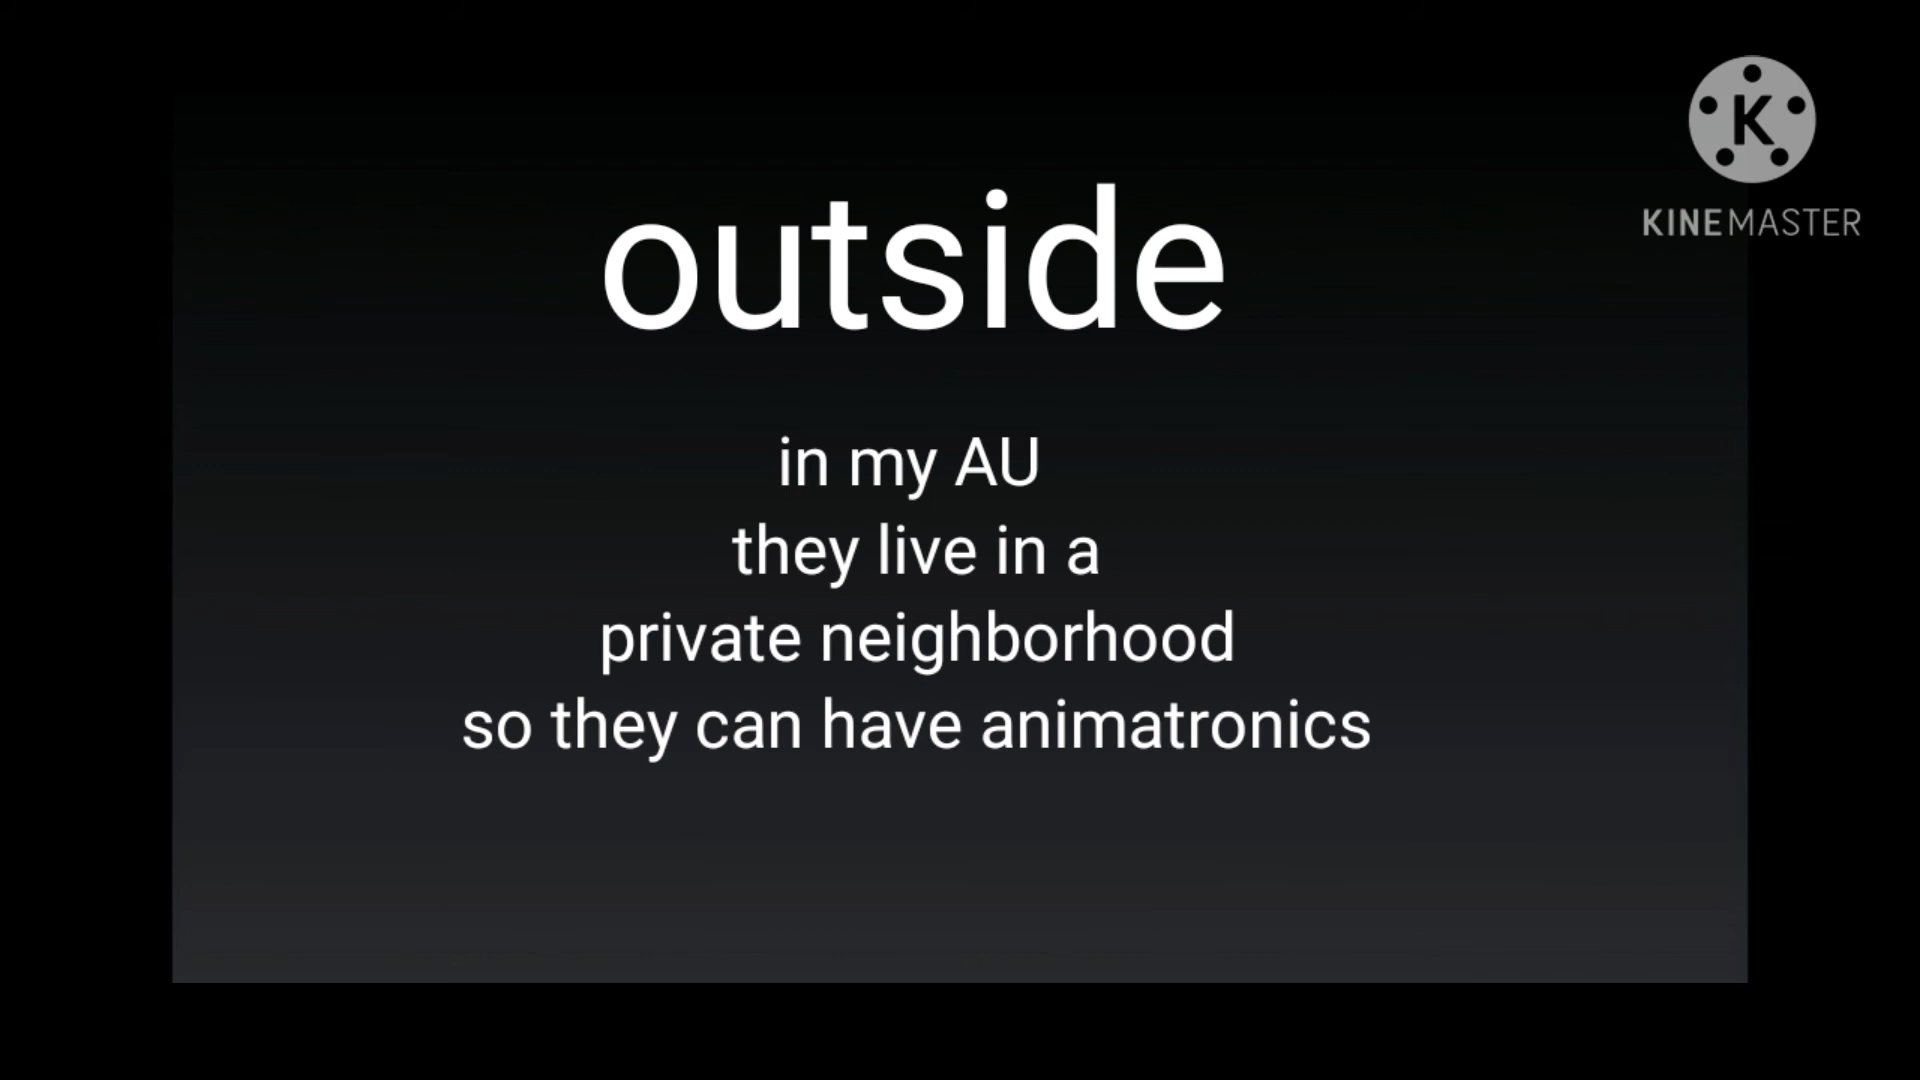 K
KINEMASTER
outside
in my AU
they live in a
private neighborhood
so they can have animatronics